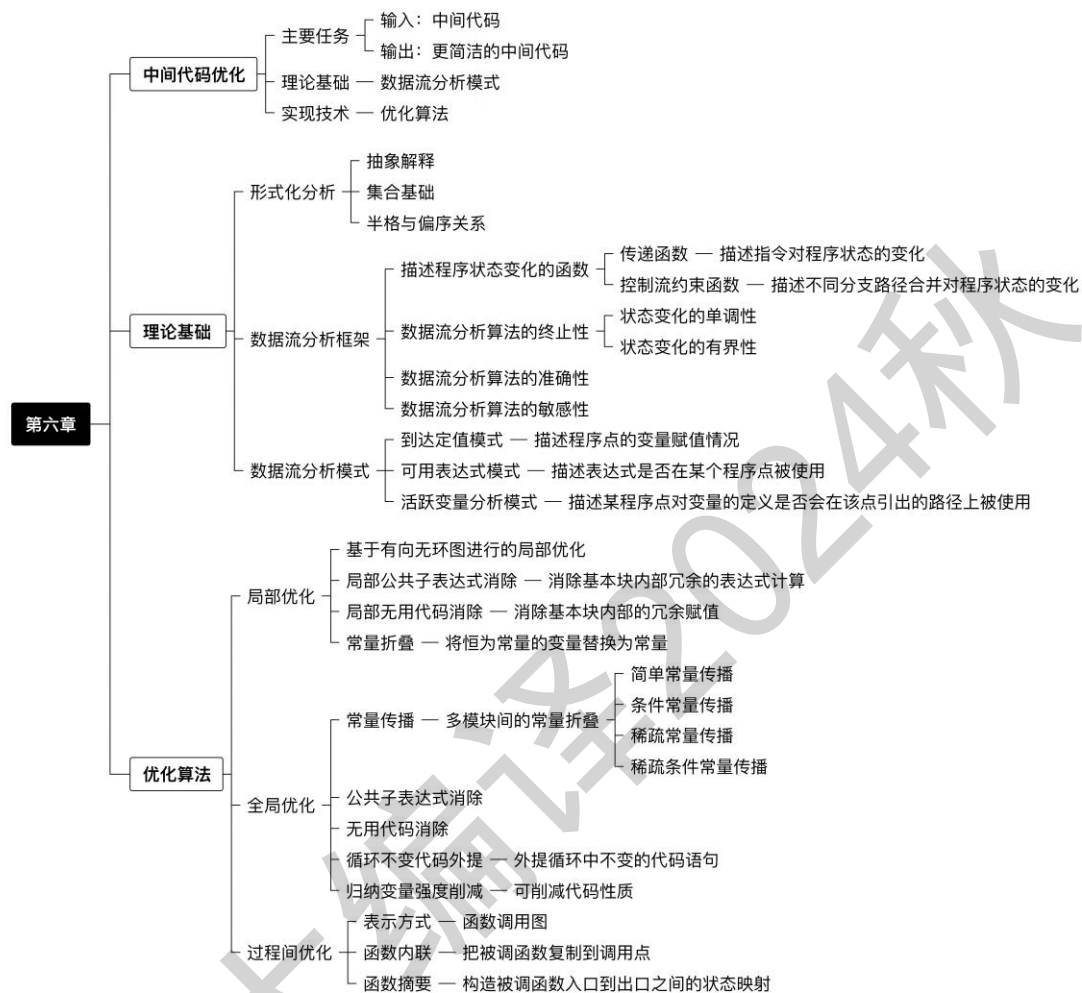 第六章
中间代码优化
主要任务
输入：中间代码
输出：更简洁的中间代码
理论基础
数据流分析模式
实现技术
优化算法
理论基础
形式化分析
抽象解释
集合基础
半格与偏序关系
数据流分析框架
描述程序状态变化的函数
传递函数
描述指令对程序状态的变化
控制流约束函数
描述不同分支路径合并对程序状态的变化
数据流分析算法的终止性
状态变化的单调性
状态变化的有界性
数据流分析算法的准确性
数据流分析算法的敏感性
数据流分析模式
到达定值模式
描述程序点的变量赋值情况
可用表达式模式
描述表达式是否在某个程序点被使用
活跃变量分析模式
描述某程序点对变量的定义是否会在该点引出的路径上被使用
优化算法
局部优化
基于有向无环图进行的局部优化
局部公共子表达式消除
消除基本块内部冗余的表达式计算
局部无用代码消除
消除基本块内部的冗余赋值
常量折叠
将恒为常量的变量替换为常量
全局优化
常量传播
多模块间的常量折叠
简单常量传播
条件常量传播
稀疏常量传播
稀疏条件常量传播
公共子表达式消除
无用代码消除
循环不变代码外提
外提循环中不变的代码语句
归纳变量强度削减
可削减代码性质
过程间优化
表示方式
函数调用图
函数内联
把被调函数复制到调用点
函数摘要
构造被调函数入口到出口之间的状态映射
编译2024秋